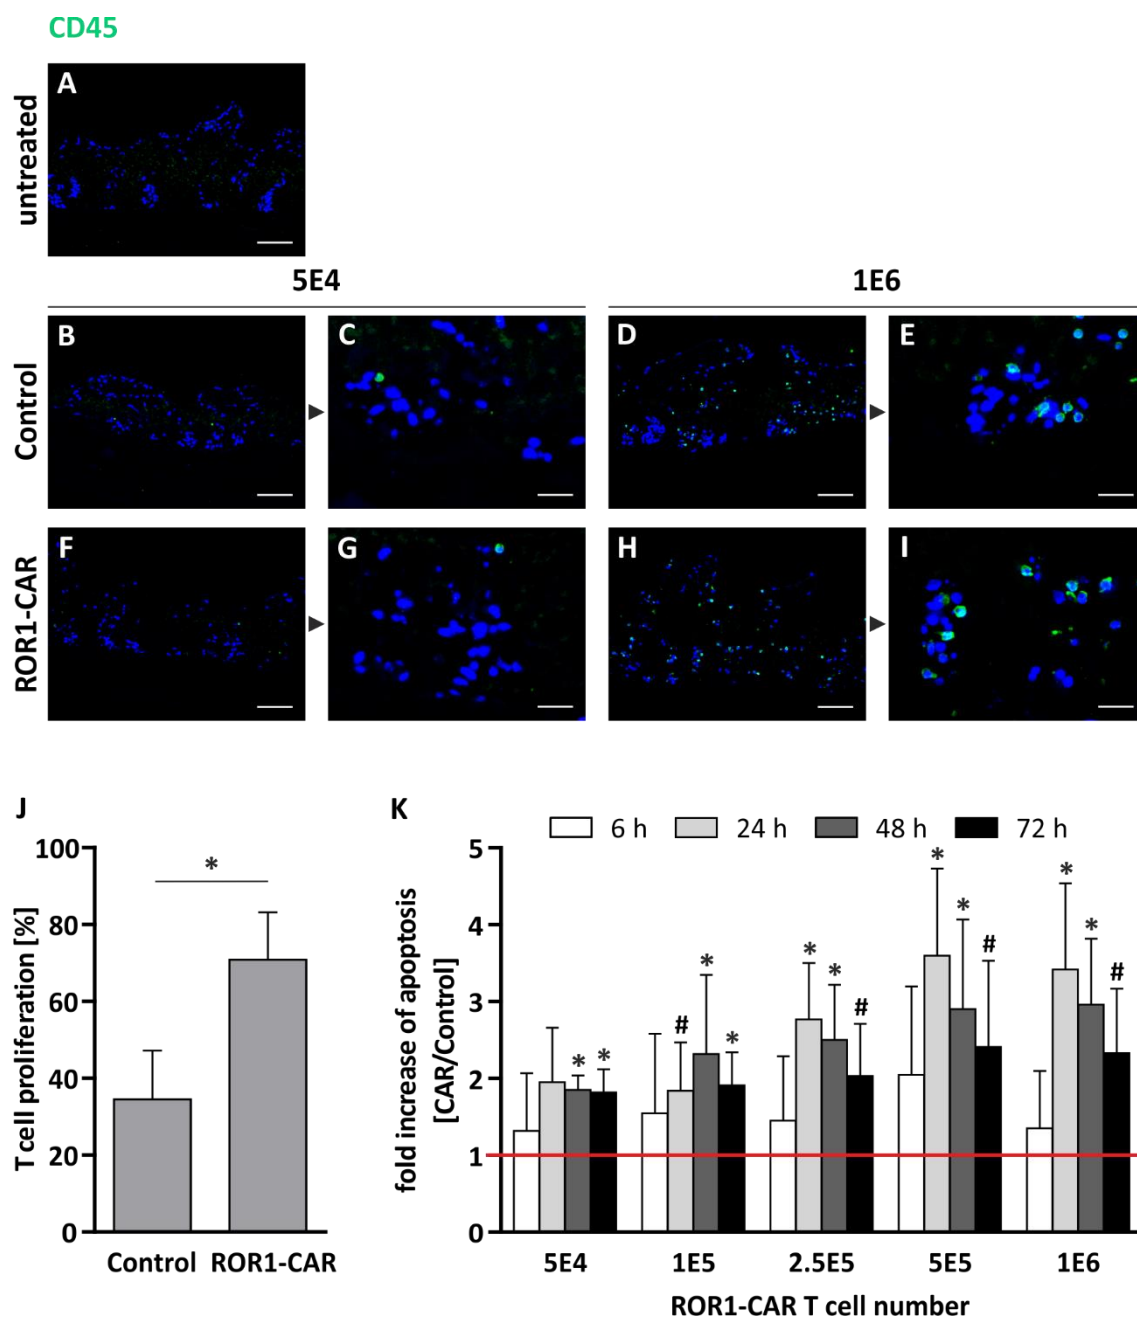 CD45
untreated
A
5E4
1E6
Control
B
C
D
E
ROR1-CAR
F
G
H
I
J
T cell proliferation [%]
100
80
60
40
20
0
*
Control
ROR1-CAR
K
6 h
24 h
48 h
72 h
fold increase of apoptosis
[CAR/Control]
5
4
3
2
1
0
* *
# * *
* * #
* * #
* * #
5E4
1E5
2.5E5
5E5
1E6
ROR1-CAR T cell number